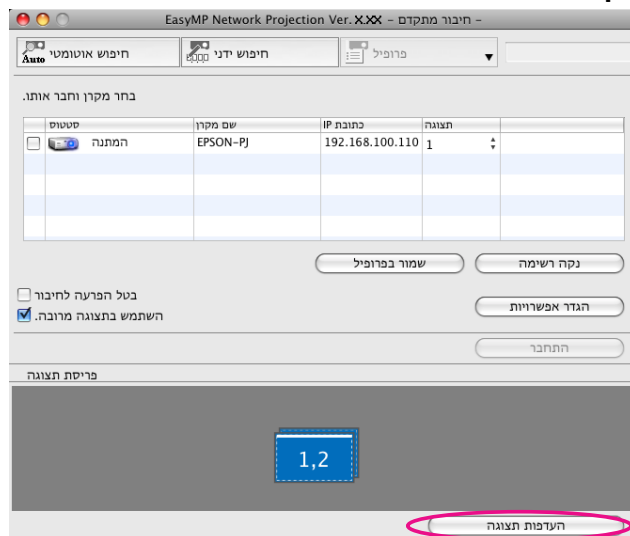 EasyMP Network Projection Ver. X.XX – חיבור מתקדם –
Auto חיפוש אוטומטי
חיפוש ידני
פרופיל
בחר מקרן וחבר אותו.
סטטוס שם מקרן כתובת IP תצוגה
המתנה EPSON-PJ 192.168.100.110 1
שמור בפרופיל
נקה רשימה
בטל הפרעה לחיבור
השתמש בתצוגה מרובה.
הגדר אפשרויות
התחבר
פריסת תצוגה
1,2
העדפות תצוגה